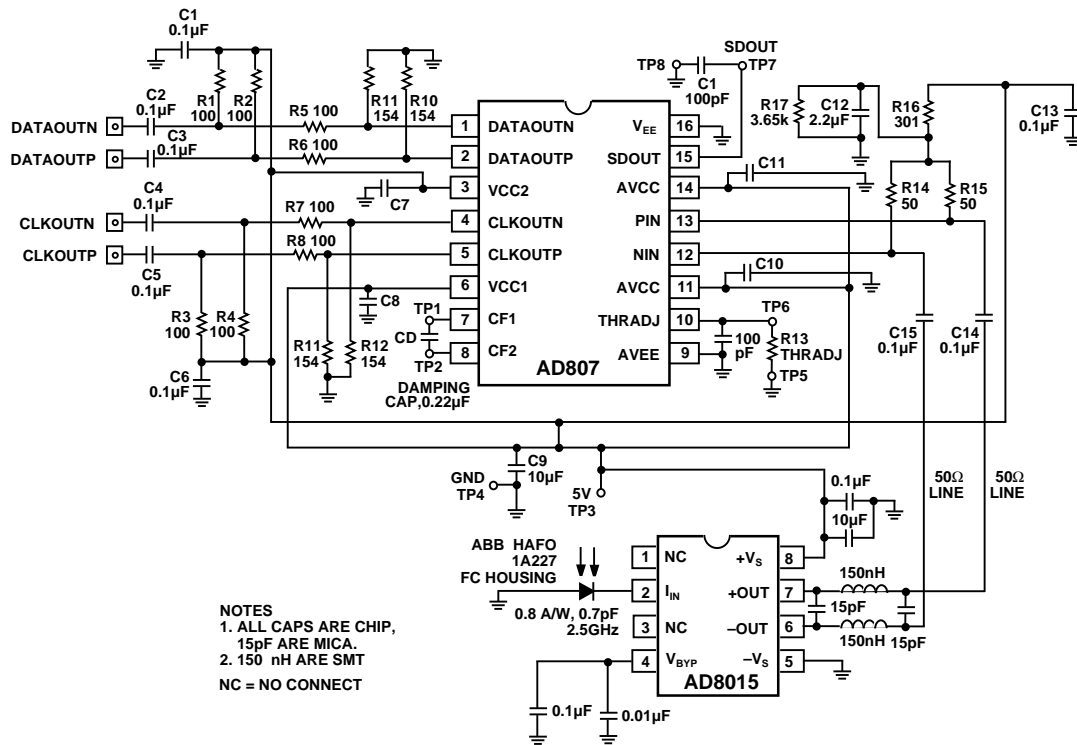 C1
0.1µF
C2
0.1µF
R1
100
R2
100
R11
154
R10
154
R5 100
DATAOUTN
C3
0.1µF
R6 100
DATAOUTP
C4
0.1µF
C7
CLKOUTN
R7 100
CLKOUTP
R8 100
C5
0.1µF
R3
100
R4
100
C8
TP1
CD
TP2
R11
154
R12
154
C6
0.1µF
DAMPING
CAP,0.22µF
1 DATAOUTN
2 DATAOUTP
3 VCC2
4 CLKOUTN
5 CLKOUTP
6 VCC1
7 CF1
8 CF2
VEE 16
SDOUT 15
AVCC 14
PIN 13
NIN 12
AVCC 11
THRADJ 10
AVEE 9
AD807
SDOUT
TP8
TP7
C1
100pF
R17
3.65k
C12
2.2µF
R16
301
C13
0.1µF
C11
R14
50
R15
50
C10
TP6
100
pF
R13
THRADJ
TP5
C15
0.1µF
C14
0.1µF
C9
10µF
GND
TP4
5V
TP3
50Ω
LINE
50Ω
LINE
0.1µF
10µF
ABB HAFO
1A227
FC HOUSING
0.8 A/W, 0.7pF
2.5GHz
1 NC
2 IIN
3 NC
4 VBYP
+VS 8
+OUT 7
–OUT 6
–VS 5
AD8015
150nH
15pF
150nH
15pF
0.1µF
0.01µF
NOTES
1. ALL CAPS ARE CHIP,
15pF ARE MICA.
2. 150 nH ARE SMT
NC = NO CONNECT